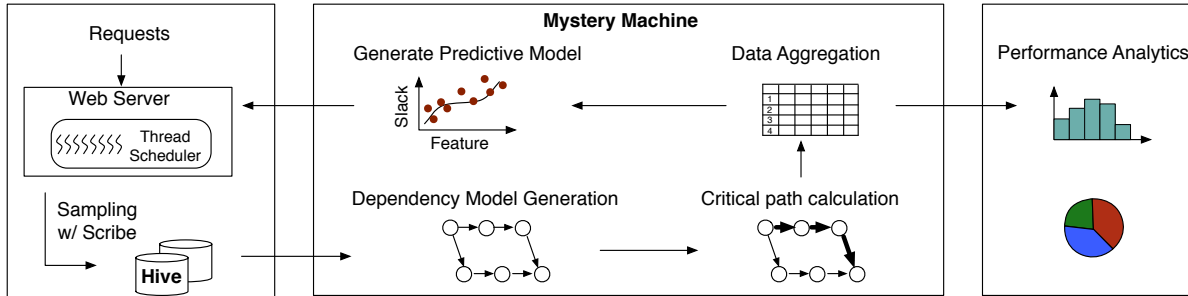 Requests
Web Server
Thread
Scheduler
Sampling
w/ Scribe
Hive
Mystery Machine
Generate Predictive Model
Slack
Feature
Data Aggregation
1
2
3
4
Dependency Model Generation
Critical path calculation
Performance Analytics